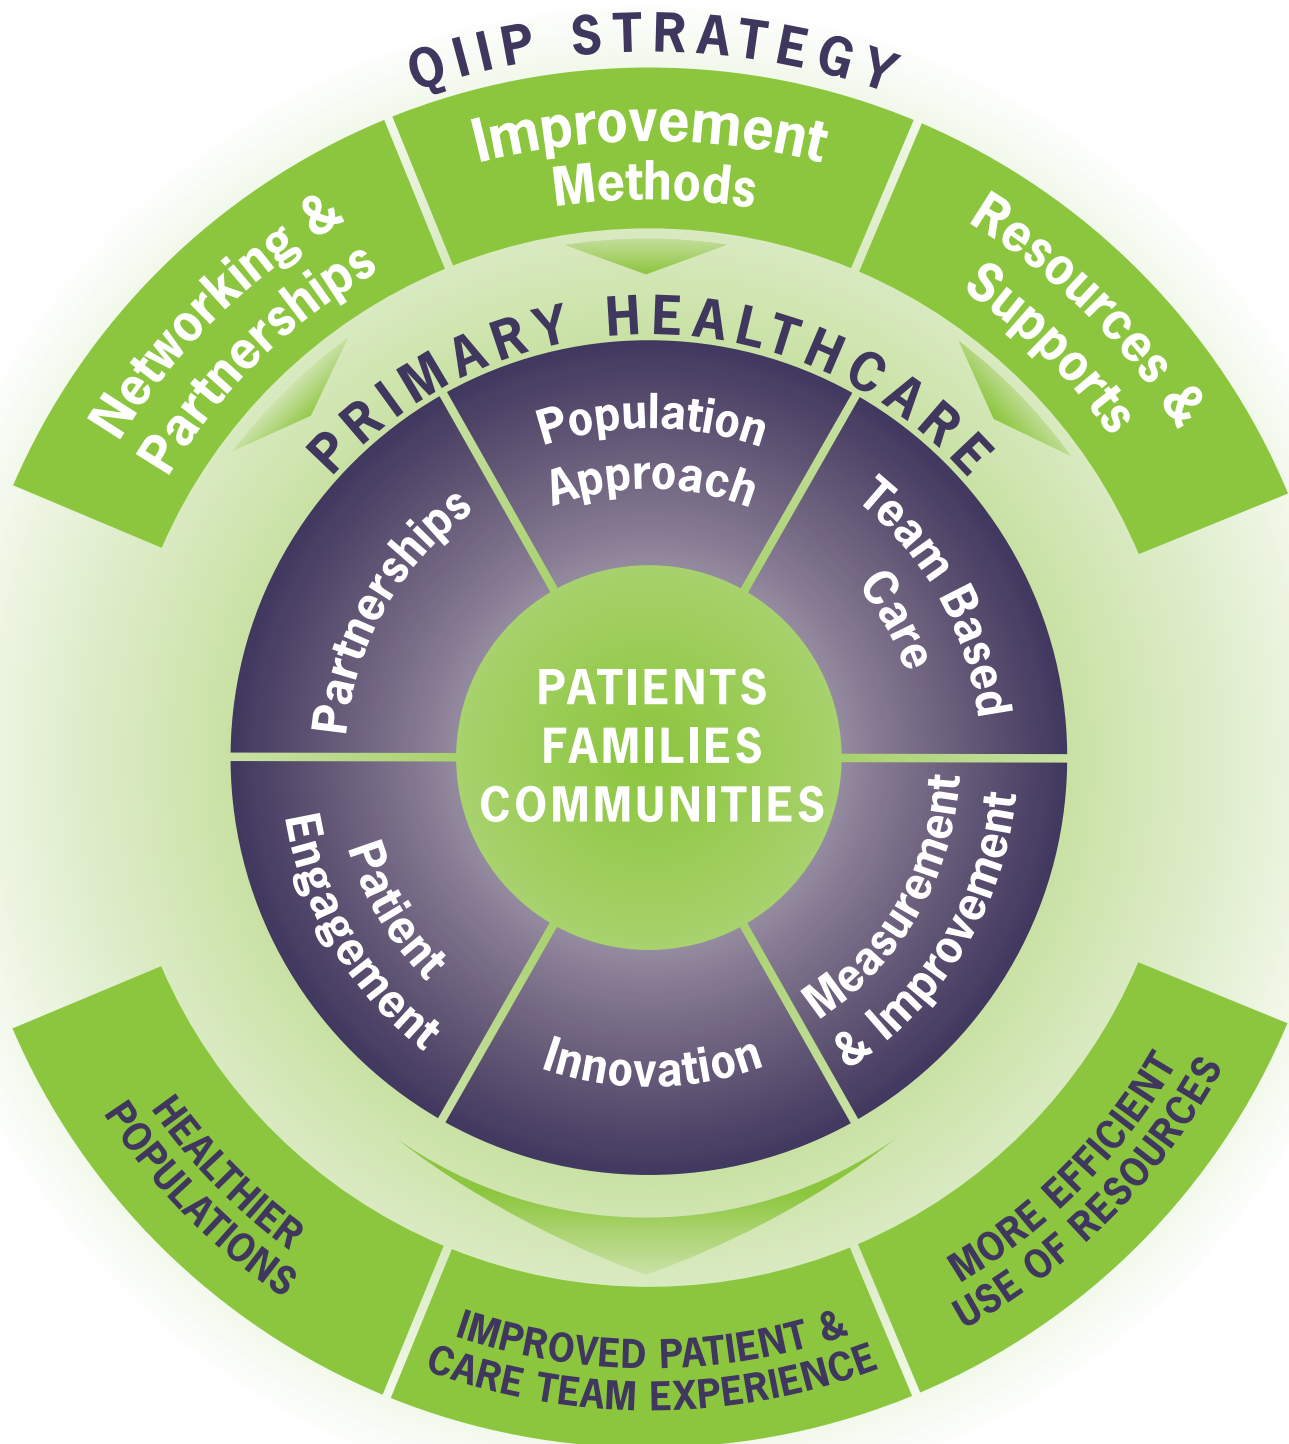 QIIP STRATEGY
Networking &
Partnerships
Improvement
Methods
Resources &
Supports
PRIMARY HEALTHCARE
Partnerships
Population
Approach
Team Based
Care
PATIENTS
FAMILIES
COMMUNITIES
Patient
Engagement
Innovation
Measurement
& Improvement
HEALTHIER
POPULATIONS
IMPROVED PATIENT &
CARE TEAM EXPERIENCE
MORE EFFICIENT
USE OF RESOURCES